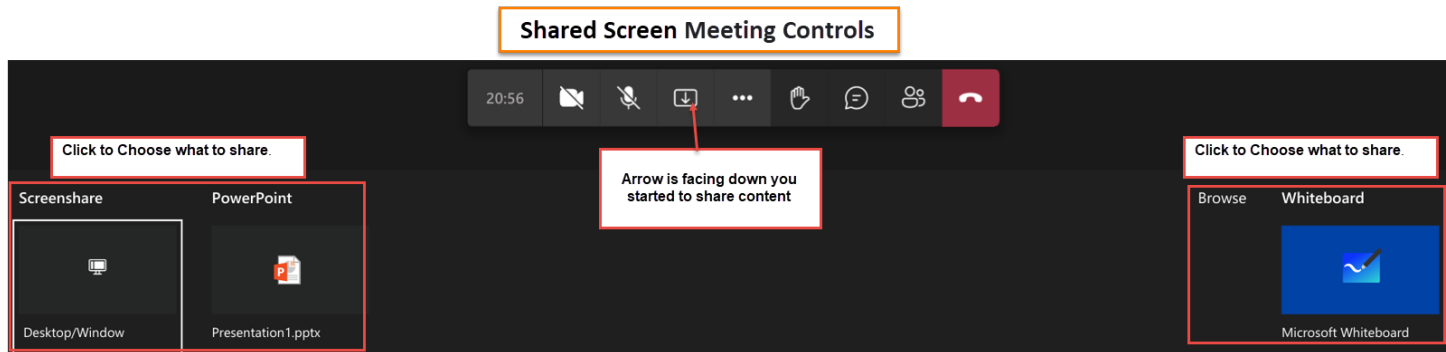 Shared Screen Meeting Controls
20:56
Click to Choose what to share.
Click to Choose what to share.
Arrow is facing down you
started to share content
Screenshare
PowerPoint
Browse
Whiteboard
P
Desktop/Window
Presentation1.pptx
Microsoft Whiteboard